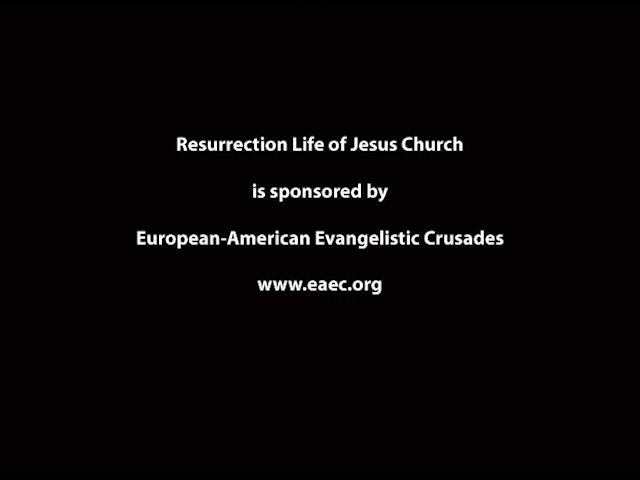 Resurrection Life of Jesus Church
is sponsored by
European-American Evangelistic Crusades
www.eaec.org